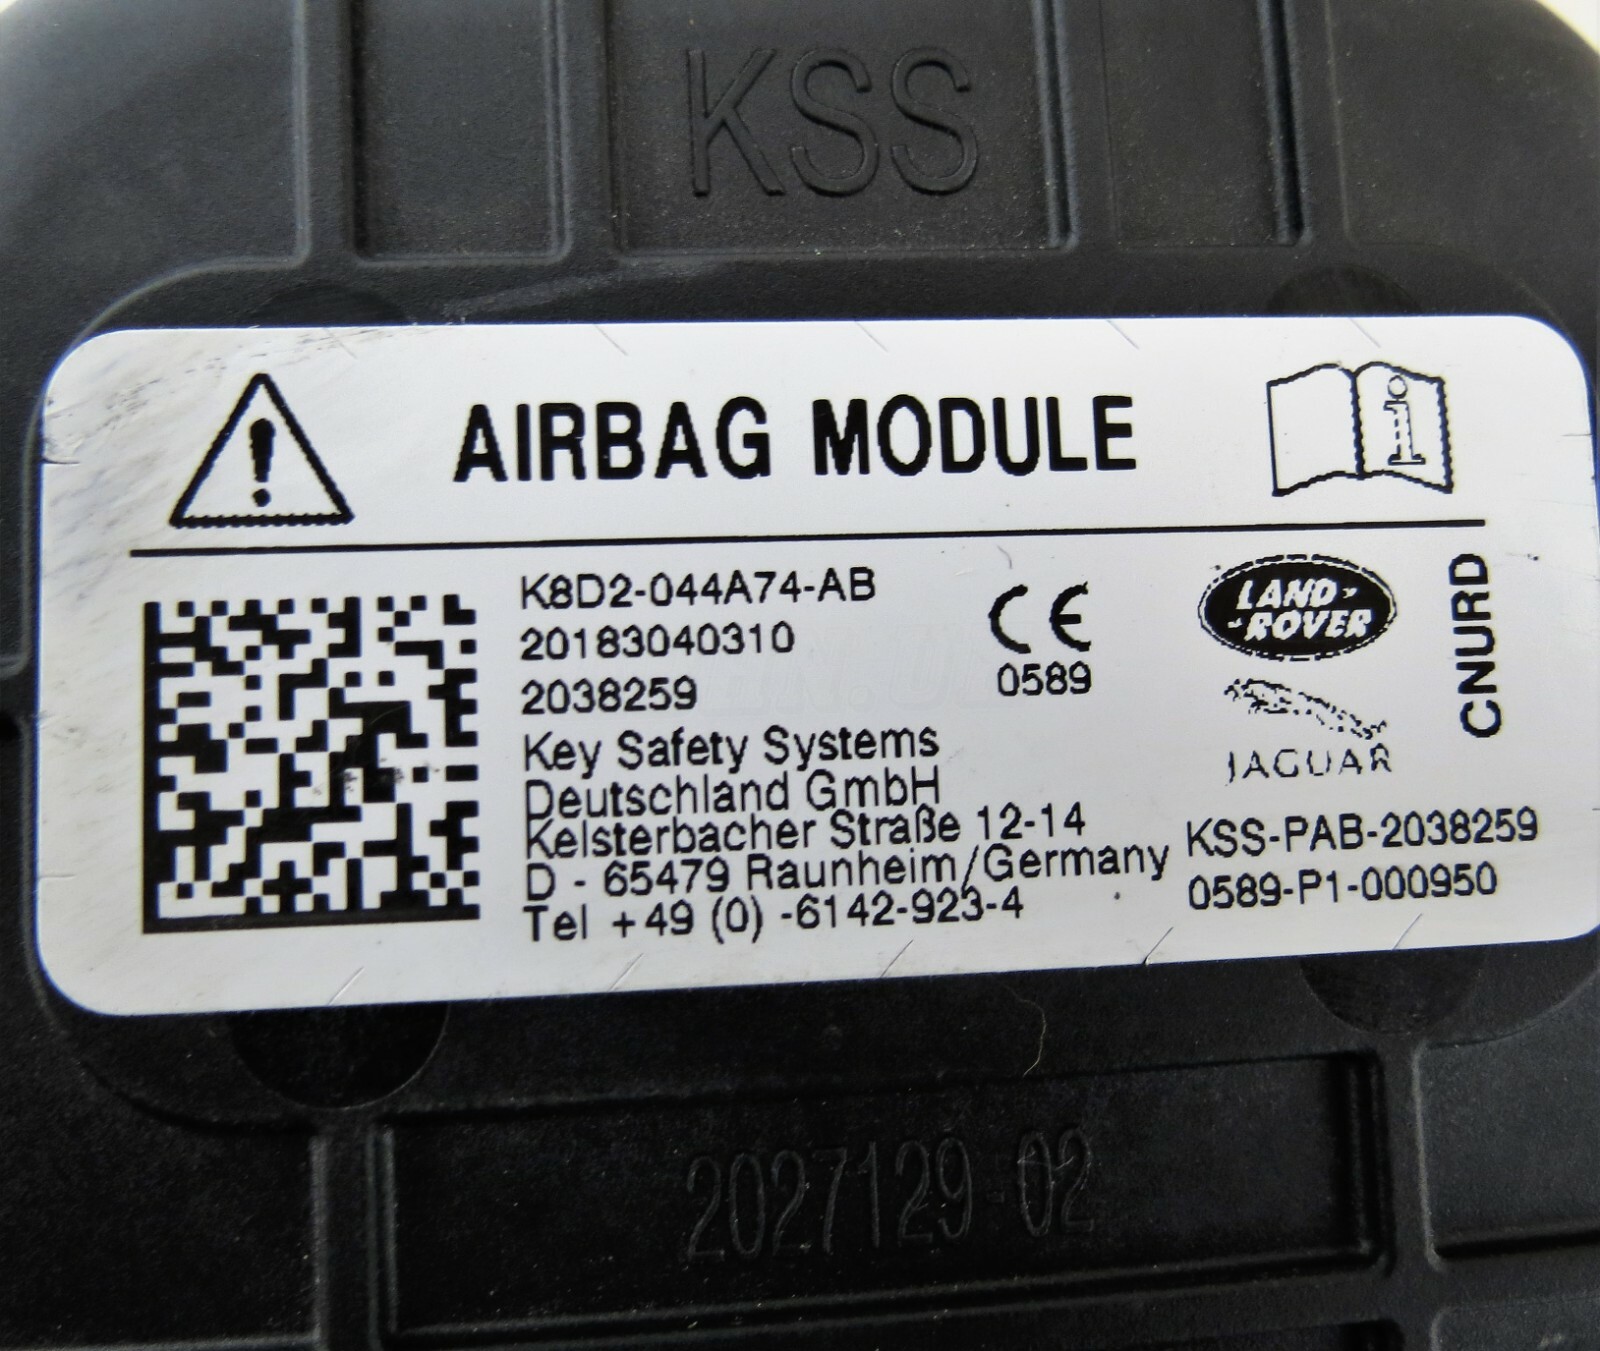 KSS
AIRBAG MODULE
K8D2-044A74-AB
20183040310
2038259
Key Safety Systems
Deutschland GmbH
Kelsterbacher Straße 12-14
D - 65479 Raunheim/Germany
Tel +49 (0) -6142-923-4
CE
0589
LAND-
-ROVER
JAGUAR
CNURD
KSS-PAB-2038259
0589-P1-000950
2027129-02